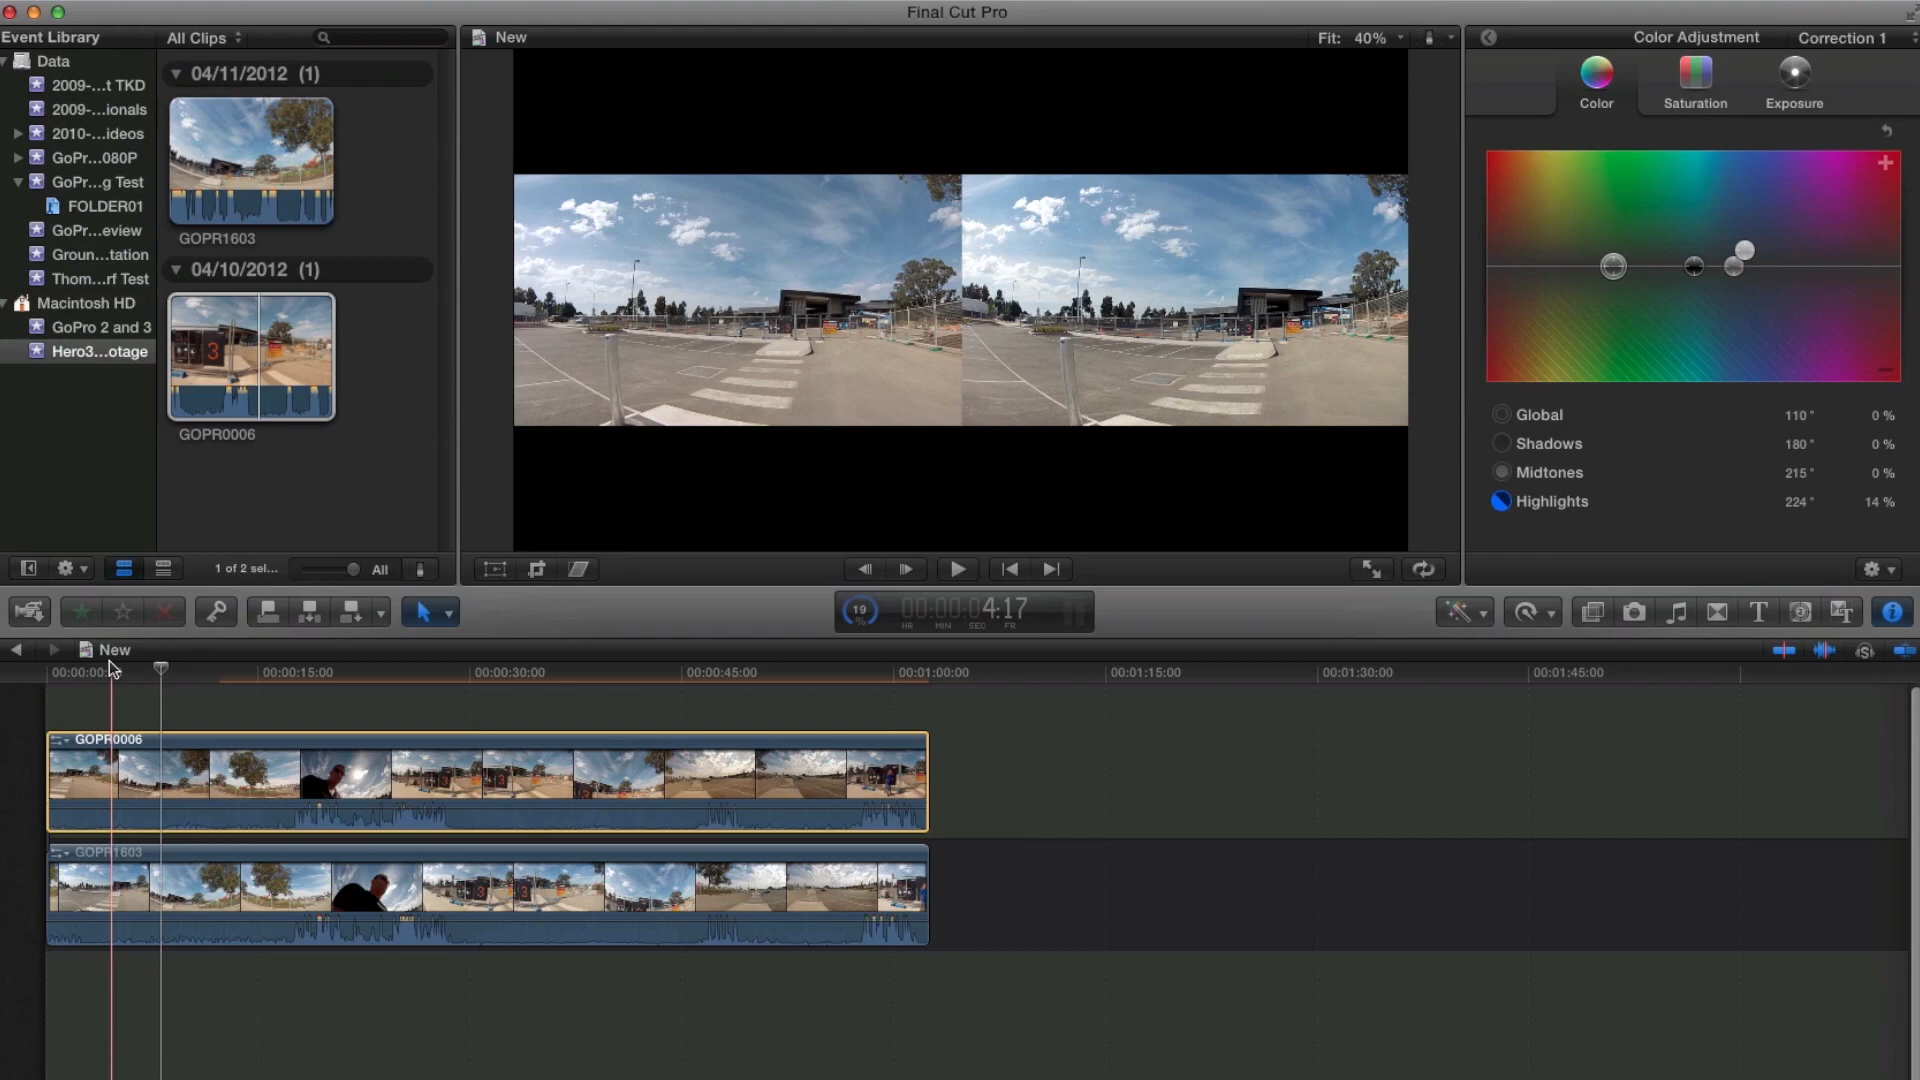 Final Cut Pro
Event Library
All Clips
New
Fit: 40%
Color Adjustment
Correction 1
Data
2009-...t TKD
2009-...ionals
2010-...ideos
GoPr...080P
GoPr...g Test
FOLDER01
GoPr...eview
Groun...tation
Thom...rf Test
Macintosh HD
GoPro 2 and 3
Hero3...otage
04/11/2012 (1)
GOPR1603
04/10/2012 (1)
3
GOPR0006
Color
Saturation
Exposure
Global 110° 0 %
Shadows 180° 0 %
Midtones 215° 0 %
Highlights 224° 14 %
1 of 2 sel...
All
19
%
00:00:04:17
HR MIN SEC FR
New
00:00:00
00:00:15:00
00:00:30:00
00:00:45:00
00:01:00:00
00:01:15:00
00:01:30:00
00:01:45:00
GOPR0006
GOPR1603